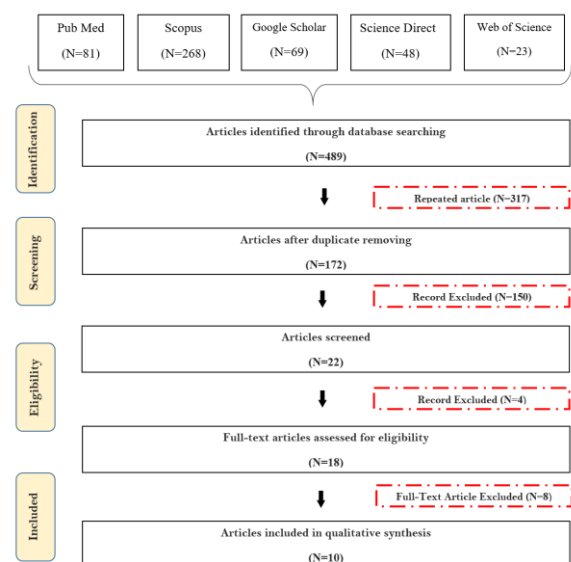 Pub Med
(N=81)
Scopus
(N=268)
Google Scholar
(N=69)
Science Direct
(N=48)
Web of Science
(N=23)
Identification
Articles identified through database searching
(N=489)
Repeated article (N=317)
Screening
Articles after duplicate removing
(N=172)
Record Excluded (N=150)
Eligibility
Articles screened
(N=22)
Record Excluded (N=4)
Full-text articles assessed for eligibility
(N=18)
Included
Full-Text Article Excluded (N=8)
Articles included in qualitative synthesis
(N=10)